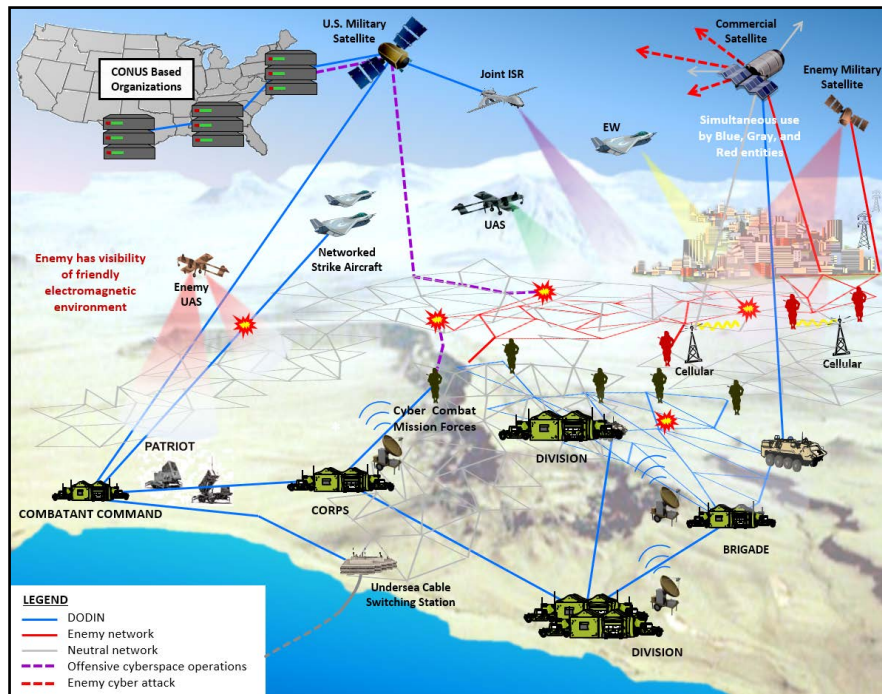 U.S. Military
Satellite
Commercial
Satellite
CONUS Based
Organizations
Joint ISR
Enemy Military
Satellite
EW
Simultaneous use
by Blue, Gray, and
Red entities
UAS
Networked
Strike Aircraft
Enemy has visibility
of friendly
electromagnetic
environment
Enemy
UAS
Cellular
Cellular
Cyber Combat
Mission Forces
PATRIOT
DIVISION
COMBATANT COMMAND
CORPS
BRIGADE
Undersea Cable
Switching Station
DIVISION
LEGEND
DODIN
Enemy network
Neutral network
Offensive cyberspace operations
Enemy cyber attack